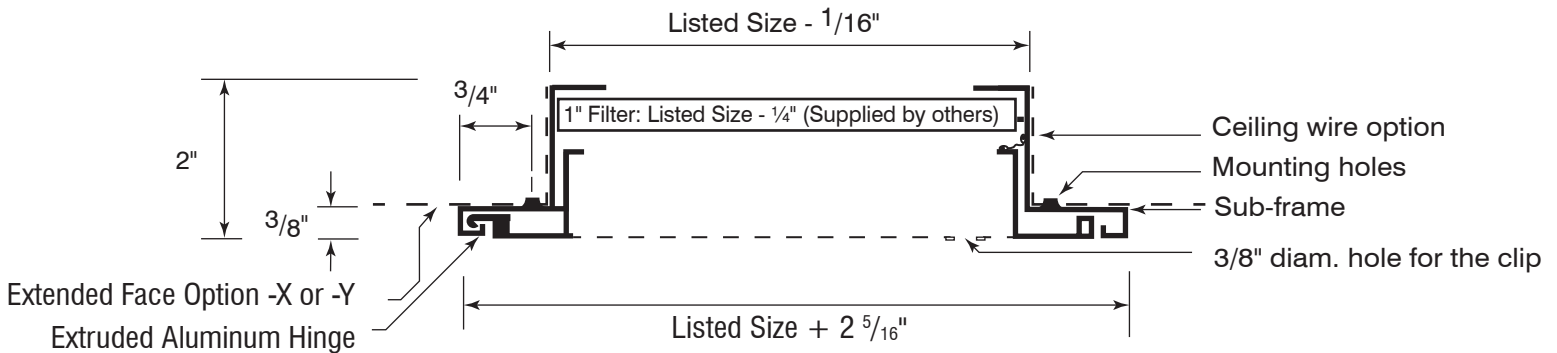 Listed Size - 1/16"
3/4"
1" Filter: Listed Size - ¼" (Supplied by others)
Ceiling wire option
2"
Mounting holes
3/8"
Sub-frame
3/8" diam. hole for the clip
Extended Face Option -X or -Y
Listed Size + 2 5/16"
Extruded Aluminum Hinge